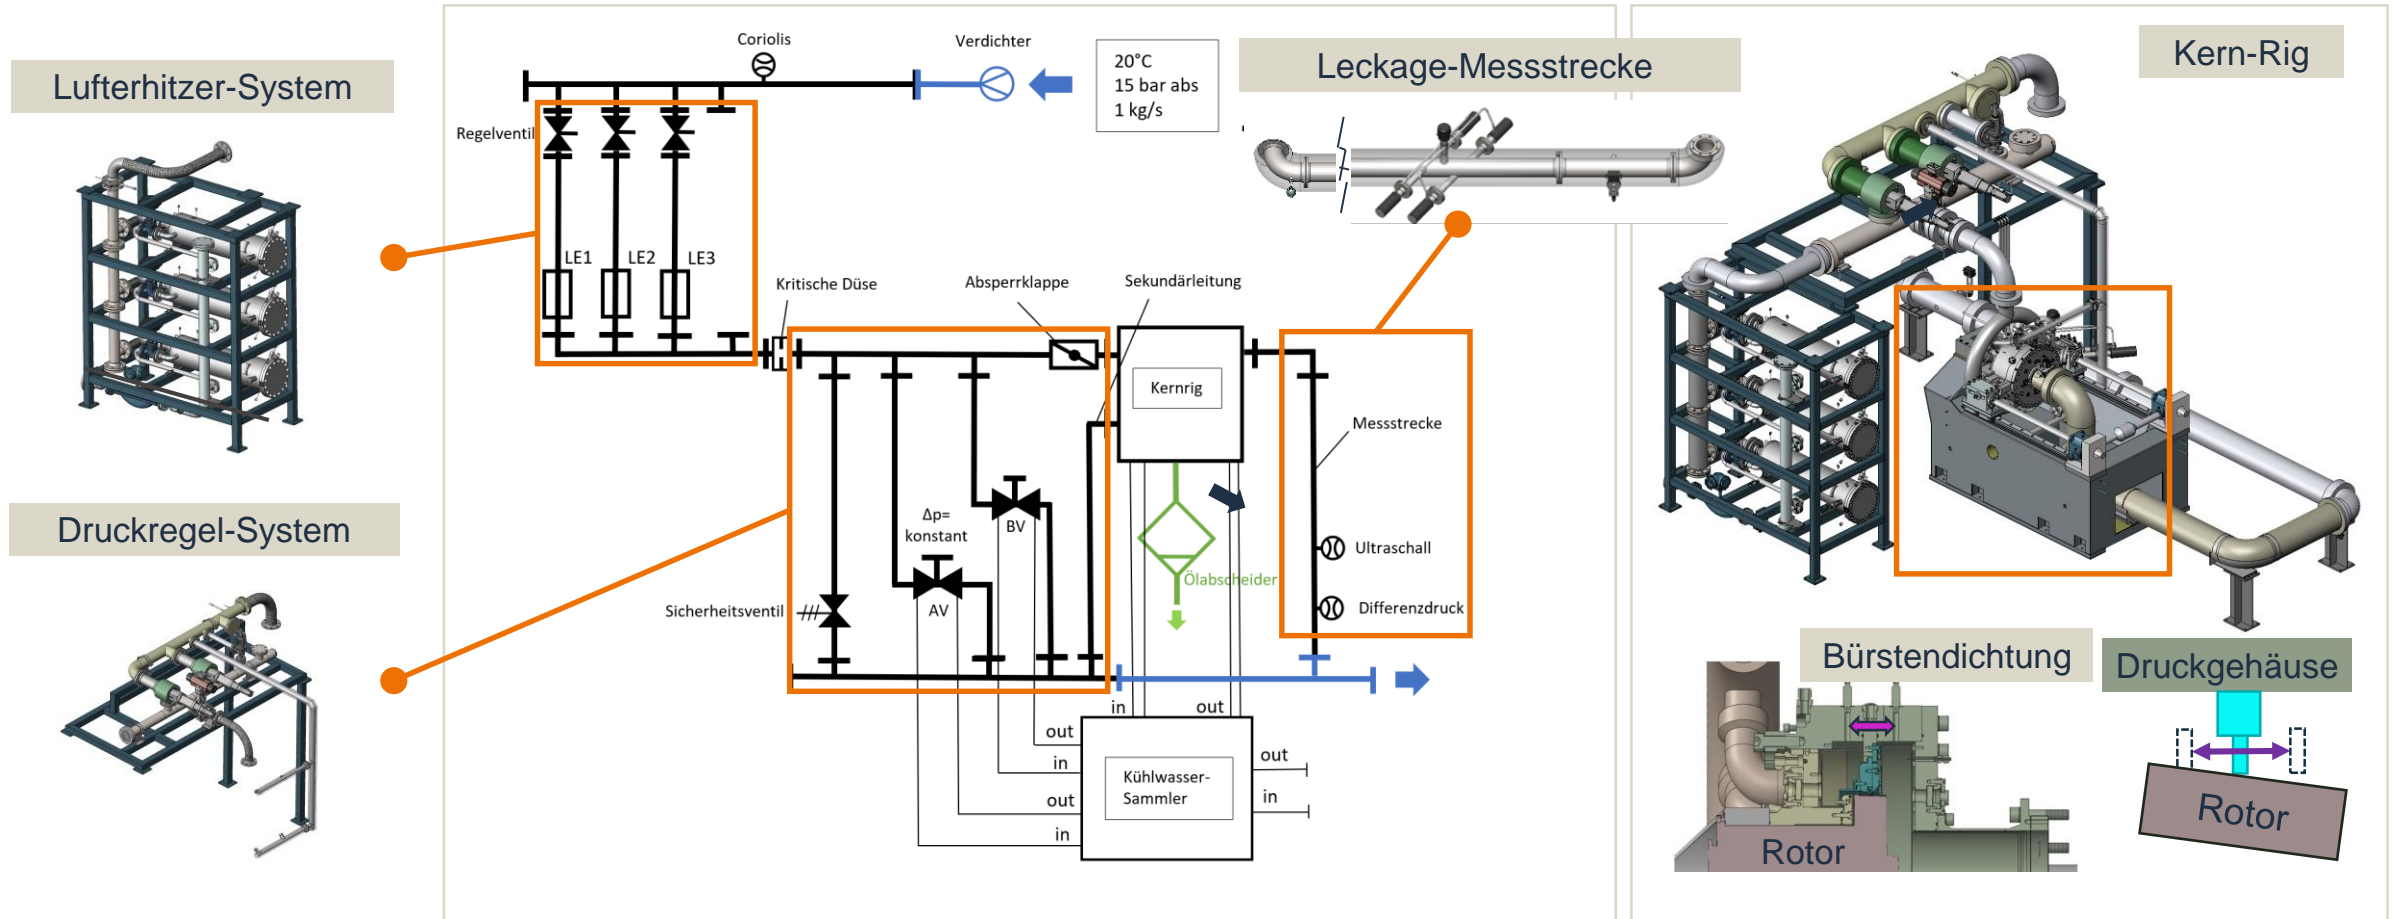 Lufterhitzer-System
Druckregel-System
Coriolis
Verdichter
20°C
15 bar abs
1 kg/s
Regelventil
LE1
LE2
LE3
Kritische Düse
Absperrklappe
Sekundärleitung
Kernrig
Messstrecke
Δp=
konstant
BV
AV
Sicherheitsventil
Ölabscheider
Ultraschall
Differenzdruck
in
out
out
in
out
in
Kühlwasser-
Sammler
out
in
Leckage-Messstrecke
Kern-Rig
Bürstendichtung
Druckgehäuse
Rotor
Rotor